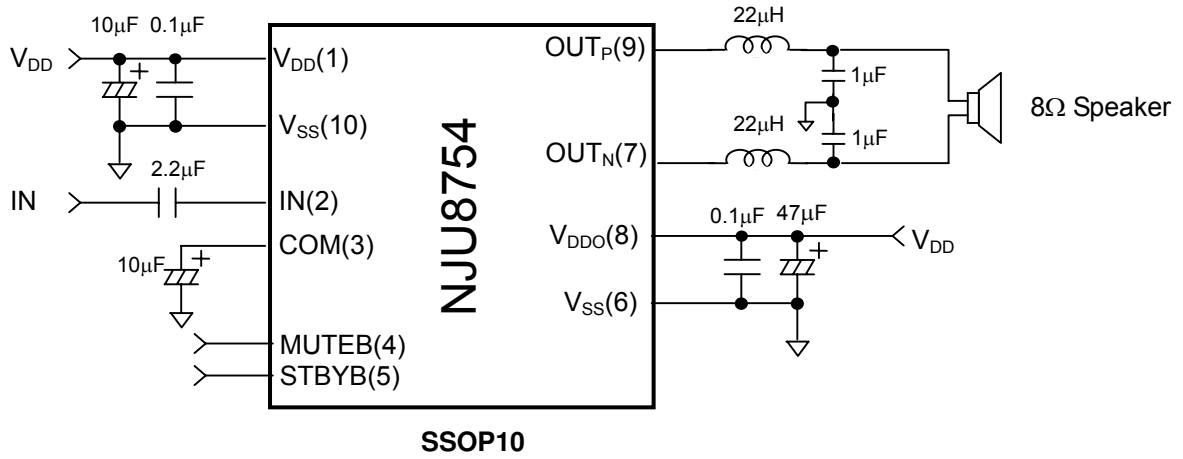 10µF 0.1µF
V_DD
V_DD(1)
V_SS(10)
2.2µF
IN
IN(2)
COM(3)
10µF
MUTEB(4)
STBYB(5)
NJU8754
SSOP10
22µH
OUT_P(9)
1µF
8Ω Speaker
22µH
1µF
OUT_N(7)
0.1µF 47µF
V_DDO(8)
V_DD
V_SS(6)